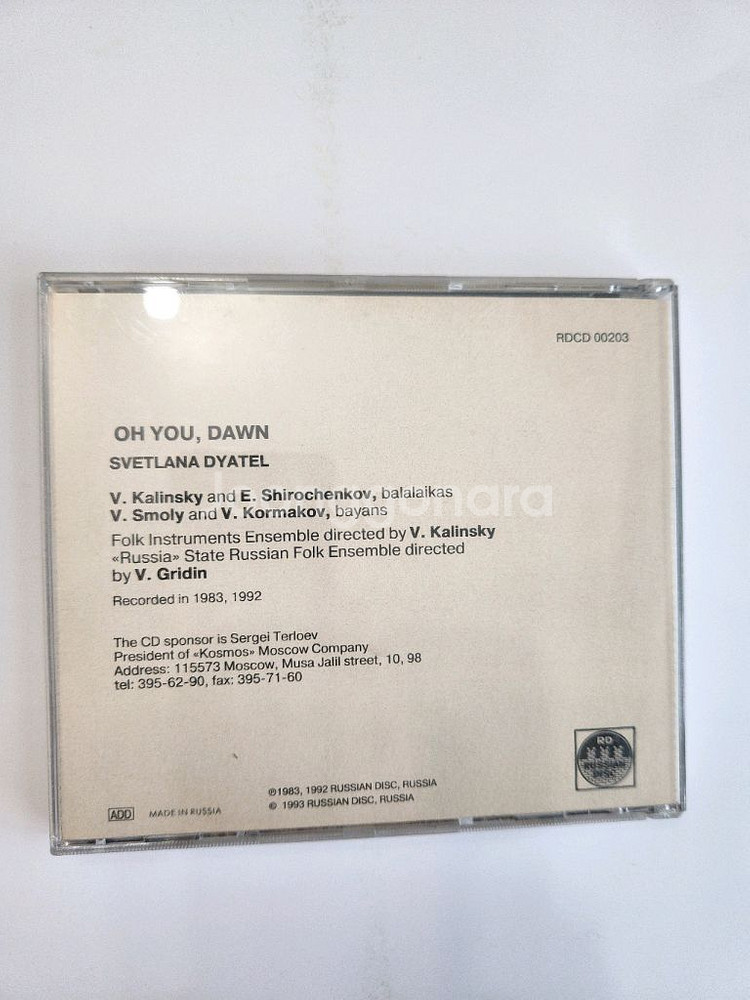 RDCD 00203
OH YOU, DAWN
SVETLANA DYATEL
V. Kalinsky and E. Shirochenkov, balalaikas
V. Smoly and V. Kormakov, bayans
Folk Instruments Ensemble directed by V. Kalinsky
«Russia» State Russian Folk Ensemble directed
by V. Gridin
Recorded in 1983, 1992
The CD sponsor is Sergei Terloev
President of «Kosmos» Moscow Company
Address: 115573 Moscow, Musa Jalil street, 10, 98
tel: 395-62-90, fax: 395-71-60
RD
RUSSIAN
DISC
℗1983, 1992 RUSSIAN DISC, RUSSIA
© 1993 RUSSIAN DISC, RUSSIA
ADD MADE IN RUSSIA